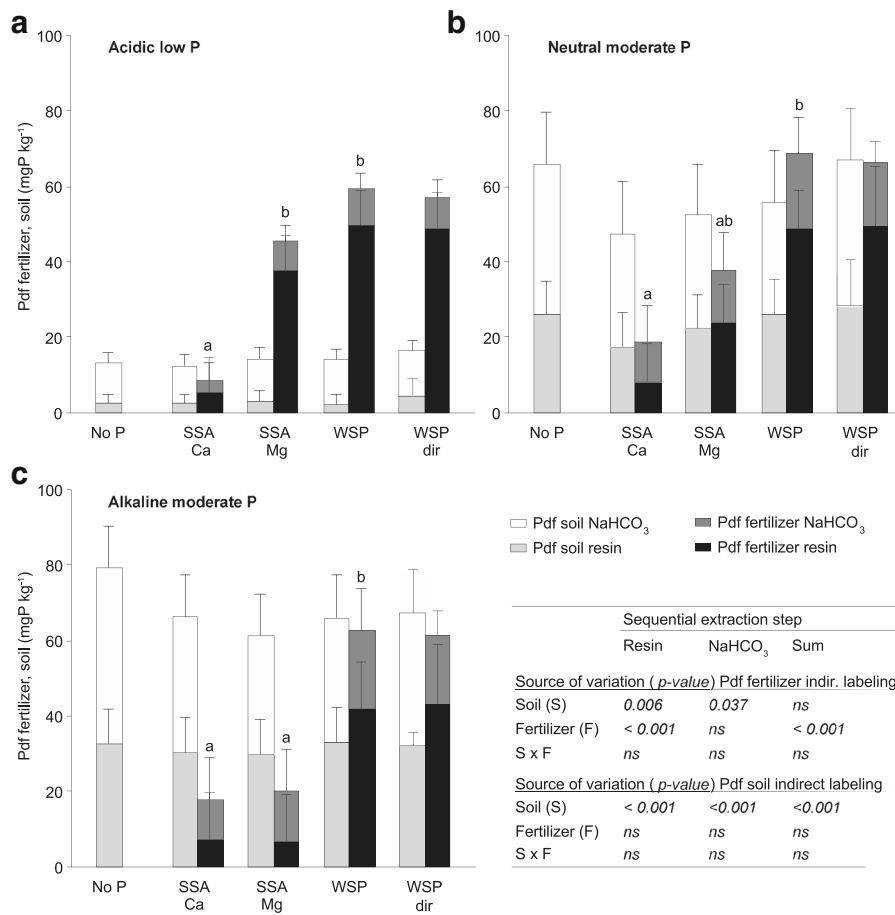 a
Acidic low P
100
80
60
40
20
0
Pdf fertilizer, soil (mgP kg-1)
a
b
b
No P
SSA
Ca
SSA
Mg
WSP
WSP
dir
b
Neutral moderate P
100
80
60
40
20
0
a
ab
b
No P
SSA
Ca
SSA
Mg
WSP
WSP
dir
c
Alkaline moderate P
100
80
60
40
20
0
Pdf fertilizer, soil (mgP kg-1)
a
a
b
No P
SSA
Ca
SSA
Mg
WSP
WSP
dir
Pdf soil NaHCO3
Pdf fertilizer NaHCO3
Pdf soil resin
Pdf fertilizer resin
Sequential extraction step
Resin NaHCO3 Sum
Source of variation ( p-value) Pdf fertilizer indir. labeling
Soil (S) 0.006 0.037 ns
Fertilizer (F) < 0.001 ns < 0.001
S x F ns ns ns
Source of variation ( p-value) Pdf soil indirect labeling
Soil (S) < 0.001 <0.001 <0.001
Fertilizer (F) ns ns ns
S x F ns ns ns